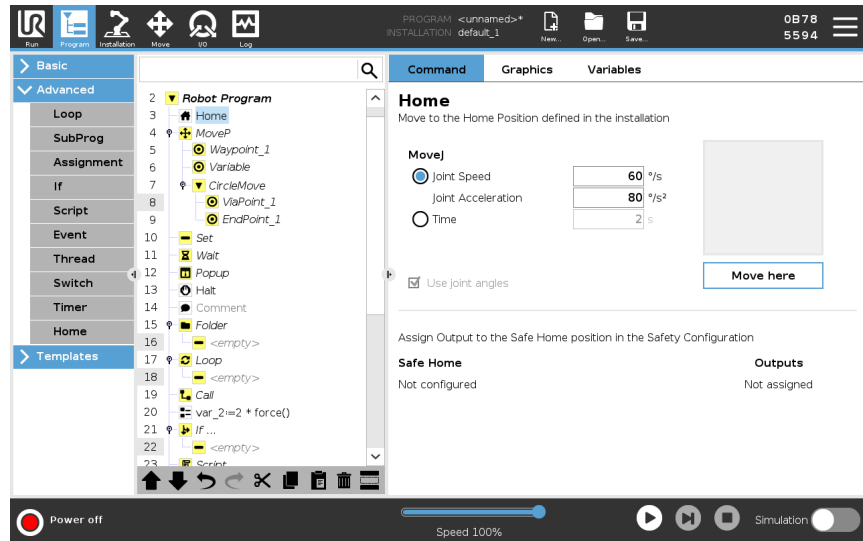 PROGRAM <unnamed>*
INSTALLATION default_1
0B78
5594
Run
Program
Installation
Move
I/O
Log
New...
Open...
Save...
Basic
Advanced
Loop
SubProg
Assignment
If
Script
Event
Thread
Switch
Timer
Home
Templates
2 Robot Program
3 Home
4 MoveP
5 Waypoint_1
6 Variable
7 CircleMove
8 ViaPoint_1
9 EndPoint_1
10 Set
11 Wait
12 Popup
13 Halt
14 Comment
15 Folder
16 <empty>
17 Loop
18 <empty>
19 Call
20 var_2:=2 * force()
21 If ...
22 <empty>
23 Script
Command Graphics Variables
Home
Move to the Home Position defined in the installation
MoveJ
Joint Speed 60 °/s
Joint Acceleration 80 °/s²
Time 2 s
Move here
Use joint angles
Assign Output to the Safe Home position in the Safety Configuration
Safe Home Outputs
Not configured Not assigned
Power off
Speed 100%
Simulation